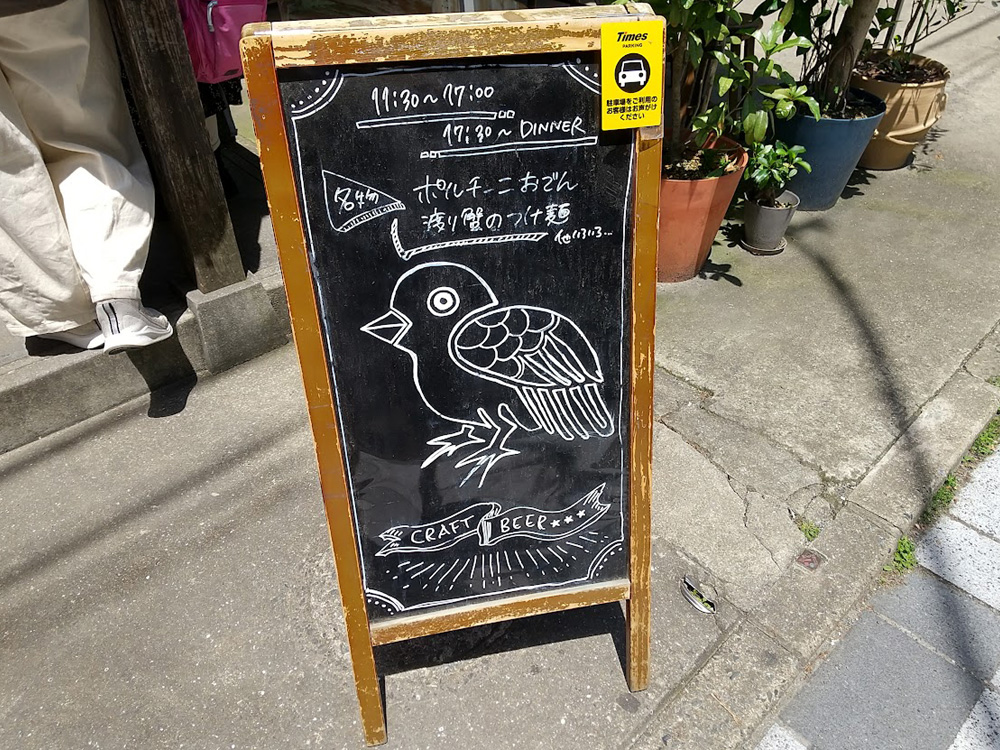 Times
PARKING
駐車場をご利用の
お客様はお声がけ
ください
11:30～17:00
17:30～DINNER
名物
ポルチーニおでん
渡り蟹のつけ麺
他いろいろ...
CRAFT BEER★★★